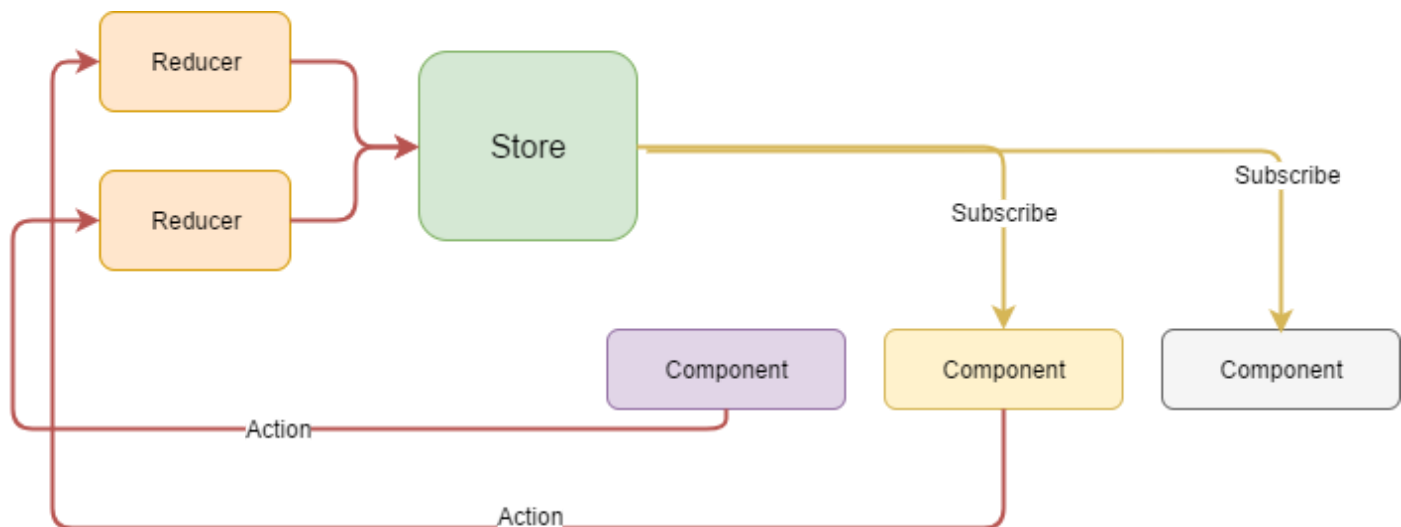 Reducer
Store
Subscribe
Reducer
Subscribe
Component
Component
Component
Action
Action